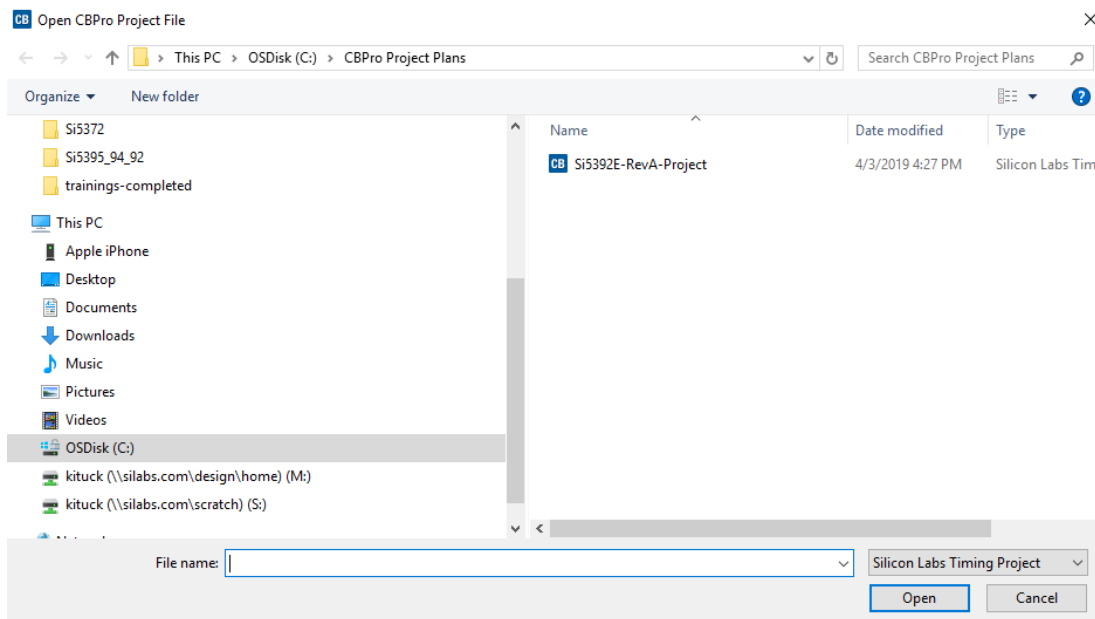 CB Open CBPro Project File
This PC > OSDisk (C:) > CBPro Project Plans
Search CBPro Project Plans
Organize
New folder
?
Si5372
Si5395_94_92
trainings-completed
This PC
Apple iPhone
Desktop
Documents
Downloads
Music
Pictures
Videos
OSDisk (C:)
kituck (\\silabs.com\design\home) (M:)
kituck (\\silabs.com\scratch) (S:)
Name
Date modified
Type
CB Si5392E-RevA-Project
4/3/2019 4:27 PM
Silicon Labs Tim
File name:
Silicon Labs Timing Project
Open
Cancel